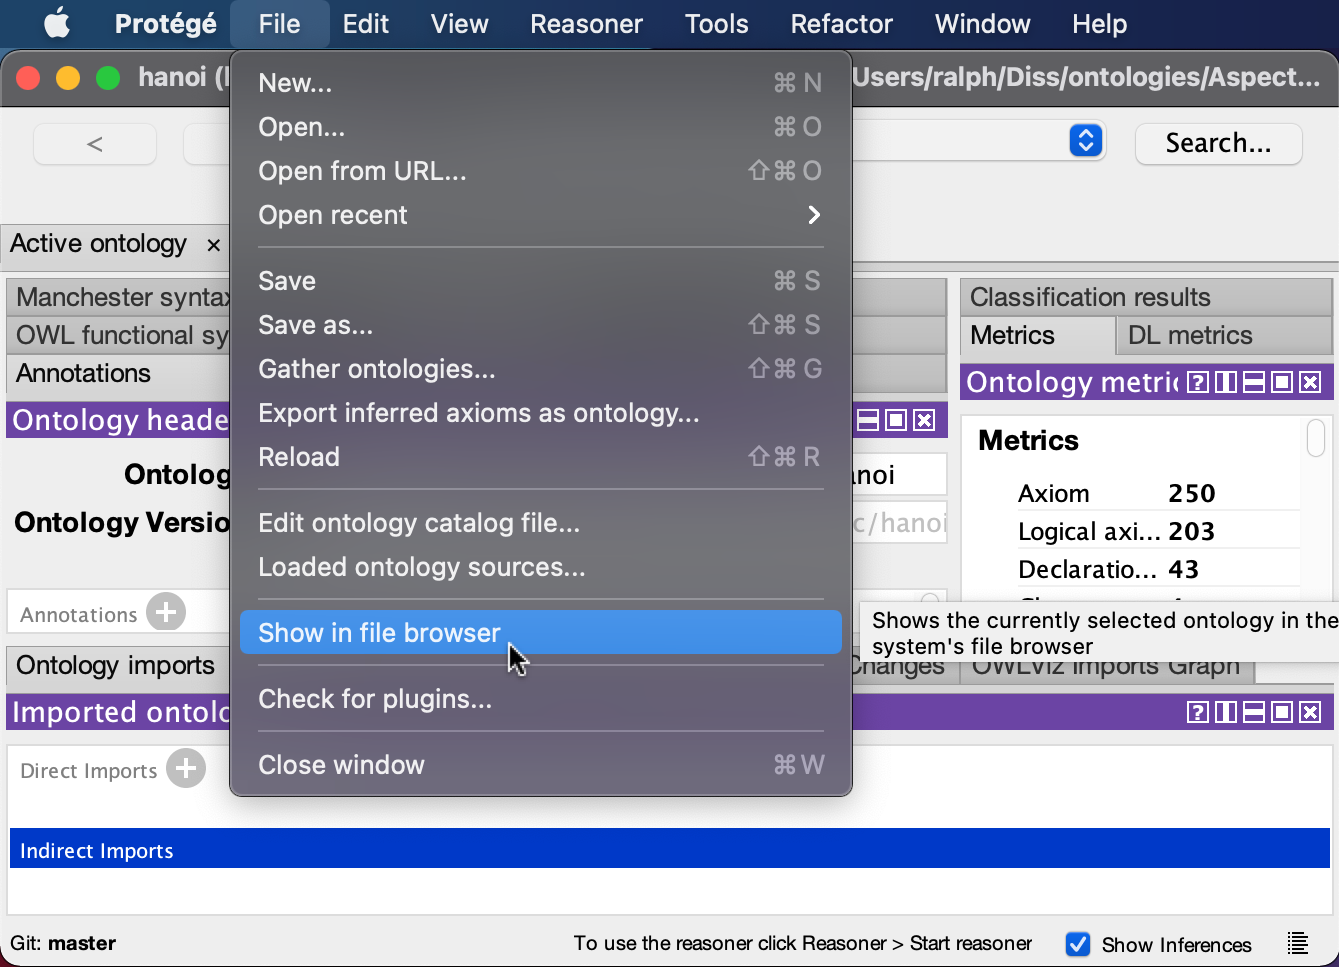 Protégé File Edit View Reasoner Tools Refactor Window Help
hanoi (
Users/ralph/Diss/ontologies/Aspect...
New... ⌘ N
Open... ⌘ O
Open from URL... ⇧⌘ O
Open recent
Save ⌘ S
Save as... ⇧⌘ S
Gather ontologies... ⇧⌘ G
Export inferred axioms as ontology...
Reload ⇧⌘ R
Edit ontology catalog file...
Loaded ontology sources...
Show in file browser
Check for plugins...
Close window ⌘ W
<
Search...
Active ontology ×
Manchester syntax
OWL functional sy
Annotations
Ontology heade
Ontolog
noi
Ontology Versio
c/hanoi
Annotations
Classification results
Metrics DL metrics
Ontology metric
Metrics
Axiom 250
Logical axi... 203
Declaratio... 43
Shows the currently selected ontology in the
system's file browser
Ontology imports
Changes
OWLViz Imports Graph
Imported ontolo
Direct Imports
Indirect Imports
Git: master
To use the reasoner click Reasoner > Start reasoner
Show Inferences